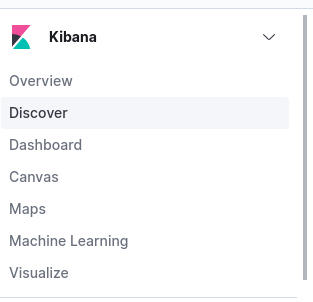 Kibana
Overview
Discover
Dashboard
Canvas
Maps
Machine Learning
Visualize